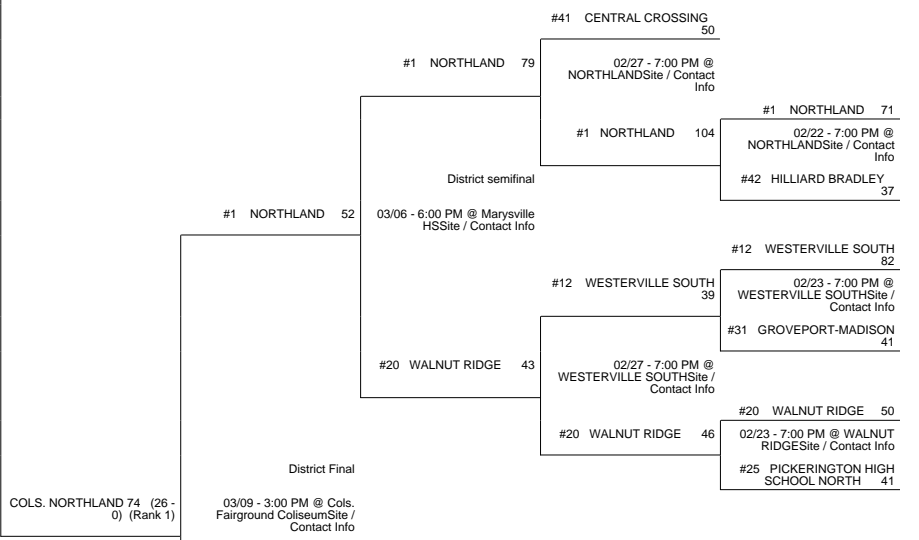 #41 CENTRAL CROSSING
50
#1 NORTHLAND 79
02/27 - 7:00 PM @
NORTHLANDSite / Contact
Info
#1 NORTHLAND 71
#1 NORTHLAND 104
02/22 - 7:00 PM @
NORTHLANDSite / Contact
Info
District semifinal
#42 HILLIARD BRADLEY
37
#1 NORTHLAND 52
03/06 - 6:00 PM @ Marysville
HSSite / Contact Info
#12 WESTERVILLE SOUTH
82
#12 WESTERVILLE SOUTH
39
02/23 - 7:00 PM @
WESTERVILLE SOUTHSite /
Contact Info
#31 GROVEPORT-MADISON
41
#20 WALNUT RIDGE 43
02/27 - 7:00 PM @
WESTERVILLE SOUTHSite /
Contact Info
#20 WALNUT RIDGE 50
#20 WALNUT RIDGE 46
02/23 - 7:00 PM @ WALNUT
RIDGESite / Contact Info
#25 PICKERINGTON HIGH
SCHOOL NORTH 41
District Final
COLS. NORTHLAND 74 (26 -
0) (Rank 1)
03/09 - 3:00 PM @ Cols.
Fairground ColiseumSite /
Contact Info